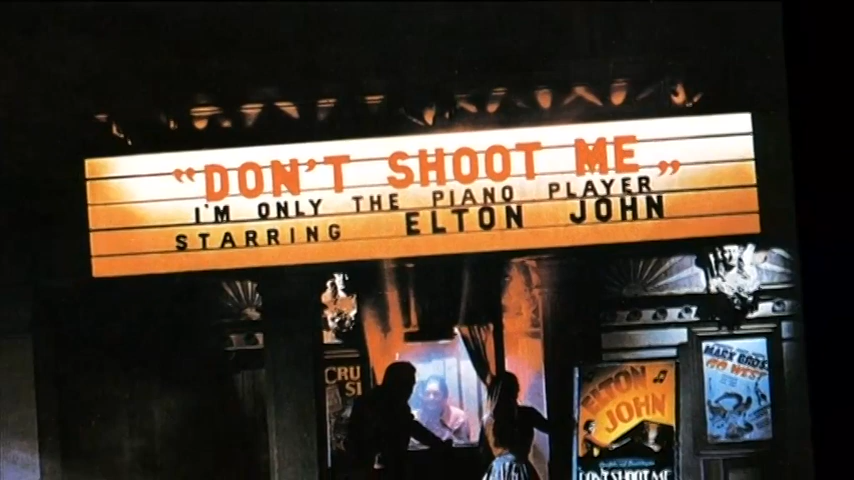 "DON'T SHOOT ME"
I'M ONLY THE PIANO PLAYER
STARRING ELTON JOHN
CRU
SI
ELTON
JOHN
DON'T SHOOT ME
MARX BROS.
GO WEST